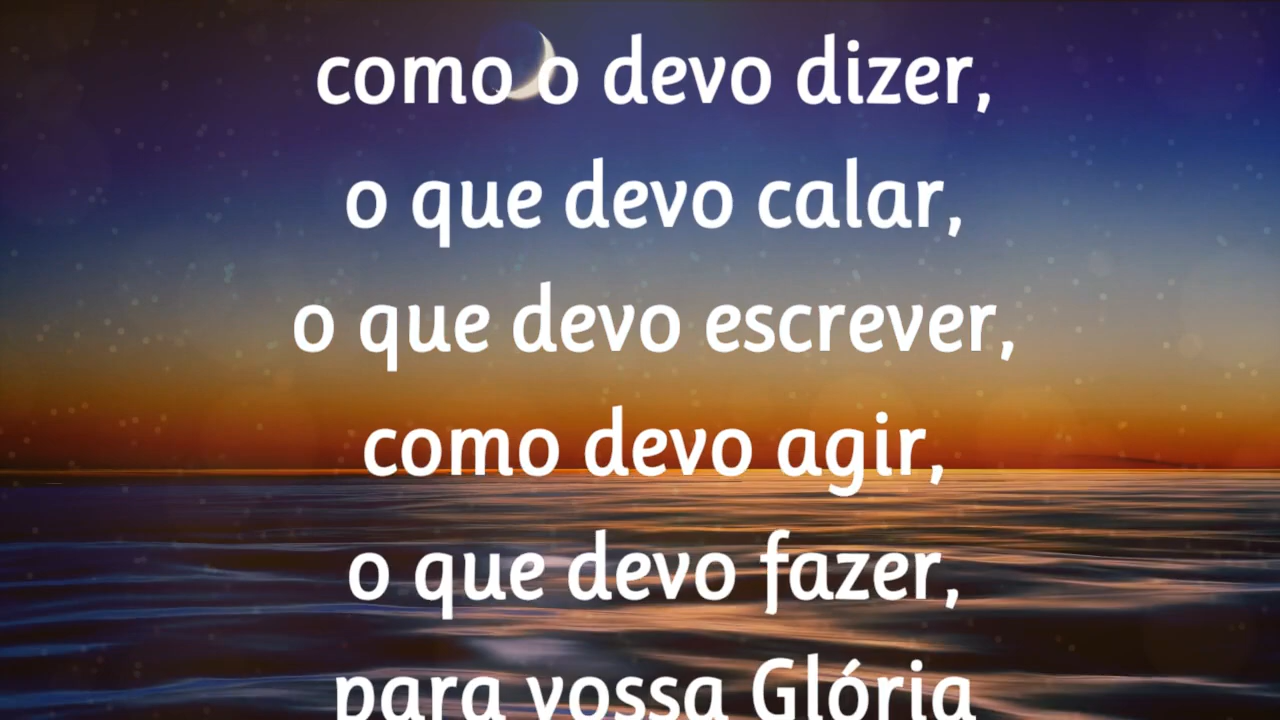 como o devo dizer,
o que devo calar,
o que devo escrever,
como devo agir,
o que devo fazer,
para vossa Glória